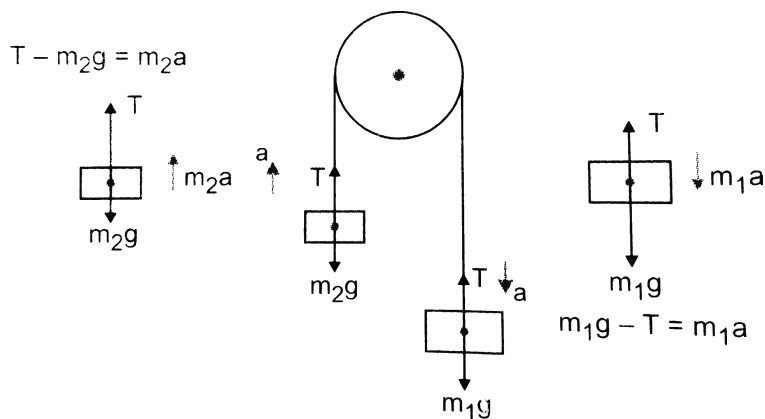 T – m₂g = m₂a
T
m₂a
m₂g
a
T
m₂g
T
a
m₁g
T
m₁a
m₁g
m₁g – T = m₁a